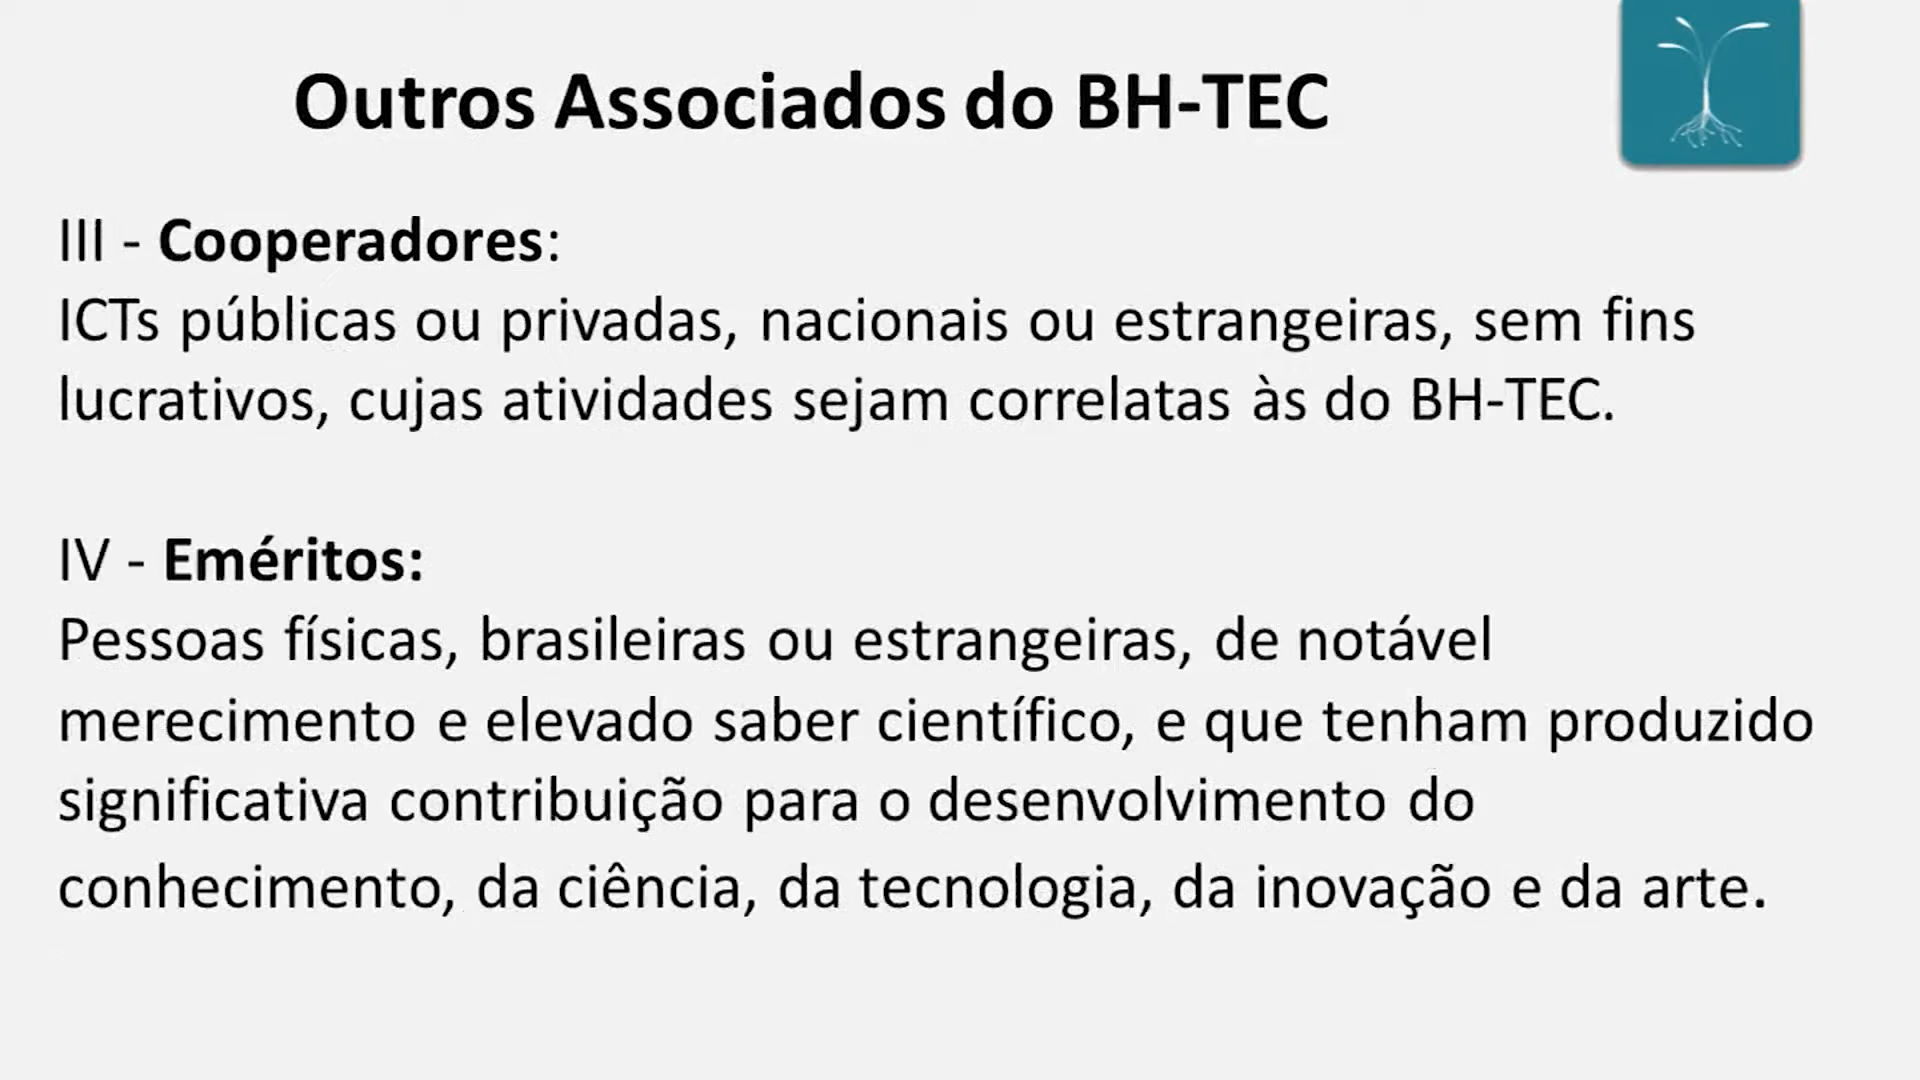 Outros Associados do BH-TEC
III - Cooperadores:
ICTs públicas ou privadas, nacionais ou estrangeiras, sem fins
lucrativos, cujas atividades sejam correlatas às do BH-TEC.
IV - Eméritos:
Pessoas físicas, brasileiras ou estrangeiras, de notável
merecimento e elevado saber científico, e que tenham produzido
significativa contribuição para o desenvolvimento do
conhecimento, da ciência, da tecnologia, da inovação e da arte.